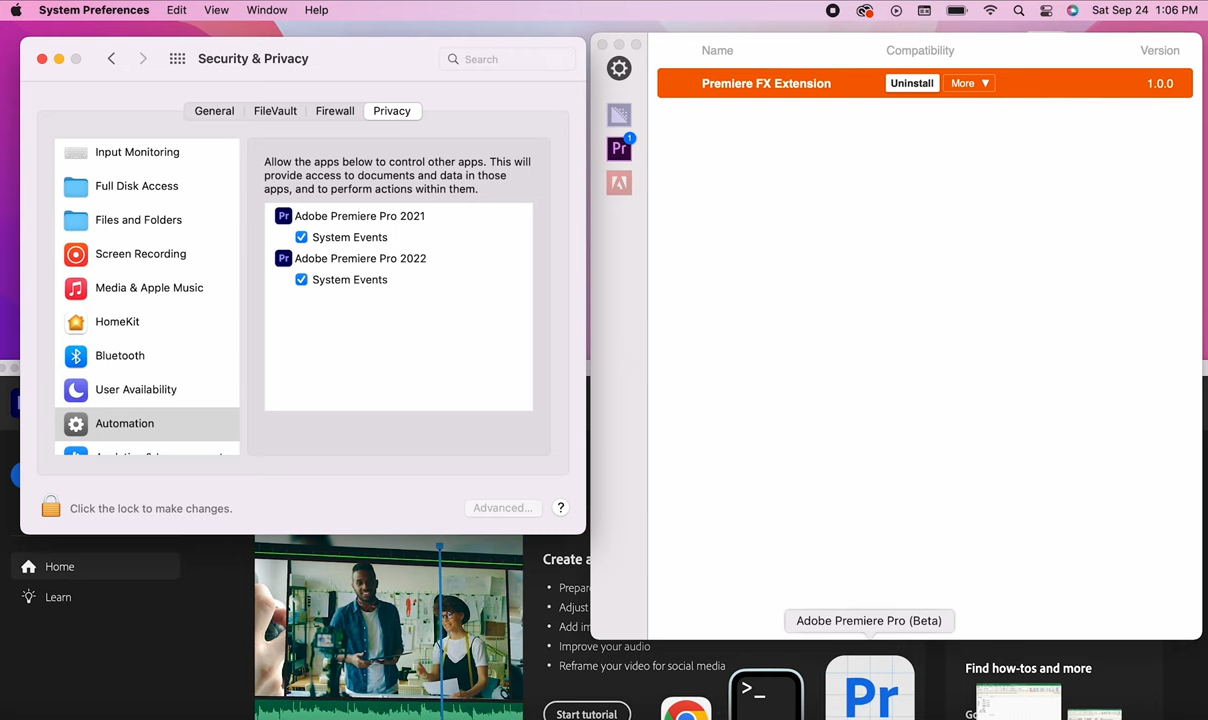 System Preferences Edit View Window Help Sat Sep 24 1:06 PM
Security & Privacy
Search
General FileVault Firewall Privacy
Input Monitoring
Full Disk Access
Files and Folders
Screen Recording
Media & Apple Music
HomeKit
Bluetooth
User Availability
Automation
Allow the apps below to control other apps. This will
provide access to documents and data in those
apps, and to perform actions within them.
Pr Adobe Premiere Pro 2021
System Events
Pr Adobe Premiere Pro 2022
System Events
Click the lock to make changes.
Advanced... ?
Name Compatibility Version
Premiere FX Extension Uninstall More ▼ 1.0.0
Pr 1
Home
Learn
Create a
Improve your audio
Reframe your video for social media
Start tutorial
Adobe Premiere Pro (Beta)
>_
Pr
Find how-tos and more